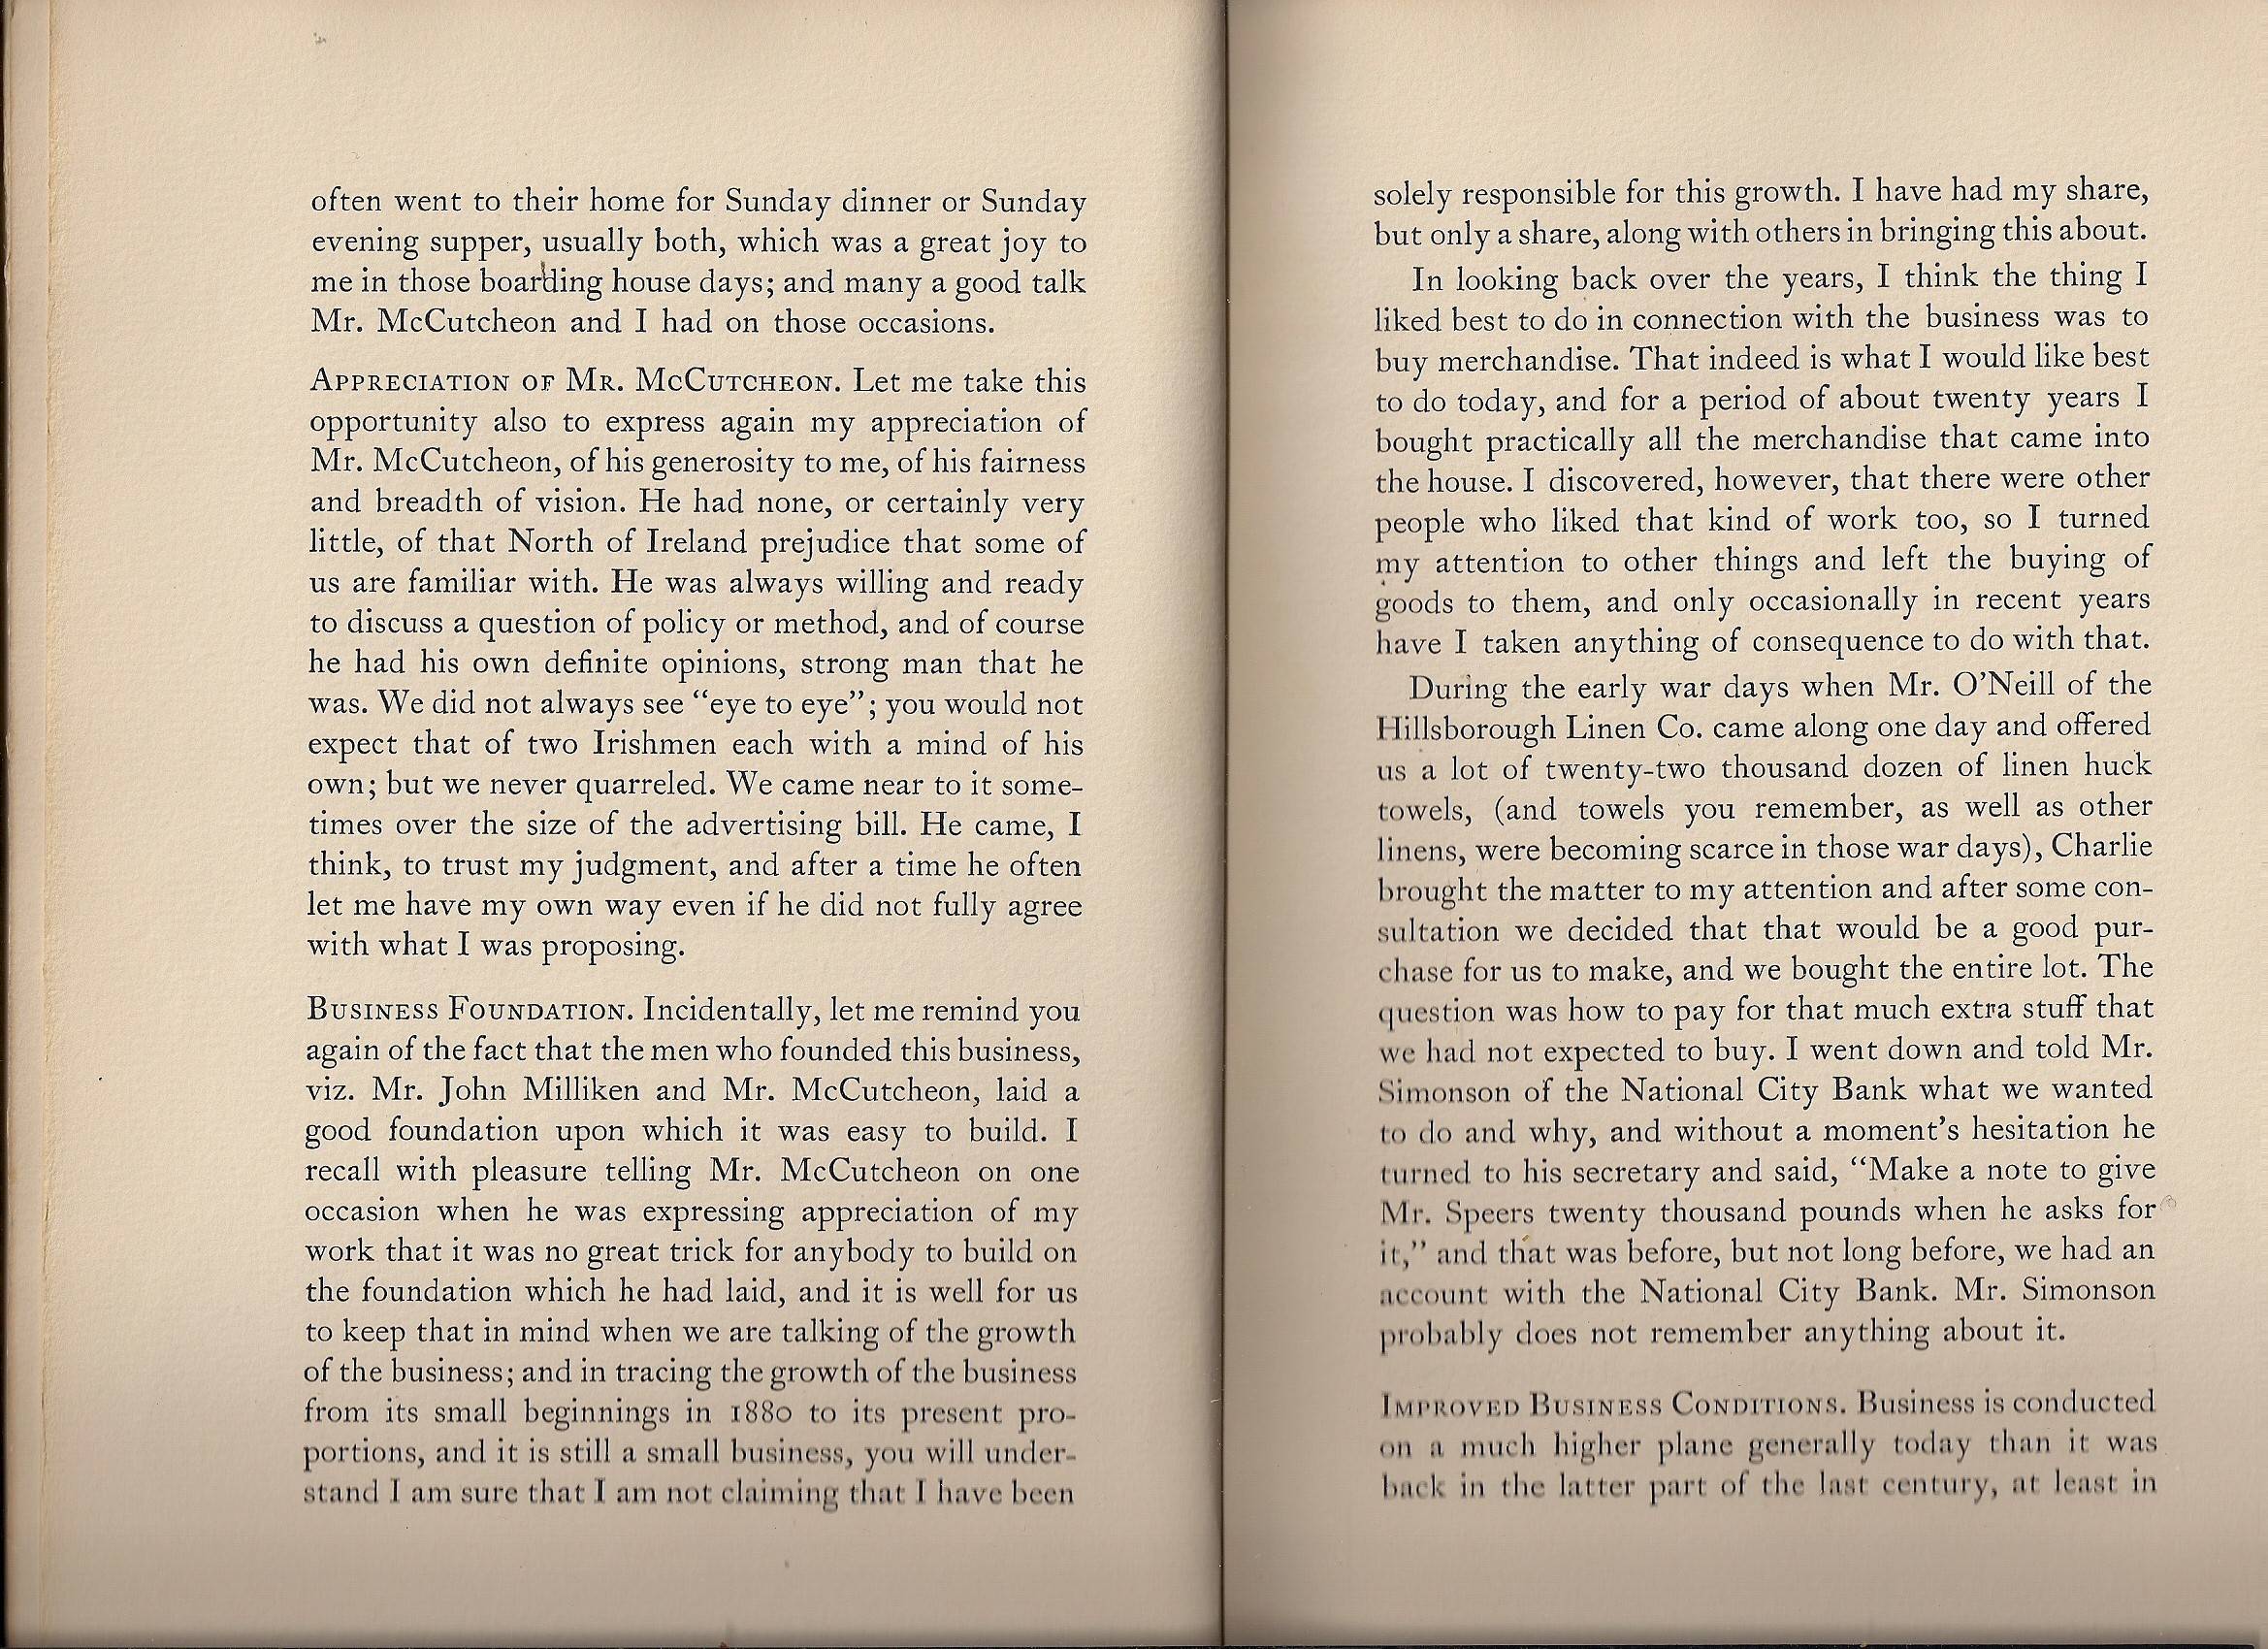 often went to their home for Sunday dinner or Sunday
evening supper, usually both, which was a great joy to
me in those boarding house days; and many a good talk
Mr. McCutcheon and I had on those occasions.
APPRECIATION OF MR. MCCUTCHEON. Let me take this
opportunity also to express again my appreciation of
Mr. McCutcheon, of his generosity to me, of his fairness
and breadth of vision. He had none, or certainly very
little, of that North of Ireland prejudice that some of
us are familiar with. He was always willing and ready
to discuss a question of policy or method, and of course
he had his own definite opinions, strong man that he
was. We did not always see “eye to eye”; you would not
expect that of two Irishmen each with a mind of his
own; but we never quarreled. We came near to it some-
times over the size of the advertising bill. He came, I
think, to trust my judgment, and after a time he often
let me have my own way even if he did not fully agree
with what I was proposing.
BUSINESS FOUNDATION. Incidentally, let me remind you
again of the fact that the men who founded this business,
viz. Mr. John Milliken and Mr. McCutcheon, laid a
good foundation upon which it was easy to build. I
recall with pleasure telling Mr. McCutcheon on one
occasion when he was expressing appreciation of my
work that it was no great trick for anybody to build on
the foundation which he had laid, and it is well for us
to keep that in mind when we are talking of the growth
of the business; and in tracing the growth of the business
from its small beginnings in 1880 to its present pro-
portions, and it is still a small business, you will under-
stand I am sure that I am not claiming that I have been
solely responsible for this growth. I have had my share,
but only a share, along with others in bringing this about.
In looking back over the years, I think the thing I
liked best to do in connection with the business was to
buy merchandise. That indeed is what I would like best
to do today, and for a period of about twenty years I
bought practically all the merchandise that came into
the house. I discovered, however, that there were other
people who liked that kind of work too, so I turned
my attention to other things and left the buying of
goods to them, and only occasionally in recent years
have I taken anything of consequence to do with that.
During the early war days when Mr. O’Neill of the
Hillsborough Linen Co. came along one day and offered
us a lot of twenty-two thousand dozen of linen huck
towels, (and towels you remember, as well as other
linens, were becoming scarce in those war days), Charlie
brought the matter to my attention and after some con-
sultation we decided that that would be a good pur-
chase for us to make, and we bought the entire lot. The
question was how to pay for that much extra stuff that
we had not expected to buy. I went down and told Mr.
Simonson of the National City Bank what we wanted
to do and why, and without a moment’s hesitation he
turned to his secretary and said, “Make a note to give
Mr. Speers twenty thousand pounds when he asks for
it,” and that was before, but not long before, we had an
account with the National City Bank. Mr. Simonson
probably does not remember anything about it.
IMPROVED BUSINESS CONDITIONS. Business is conducted
on a much higher plane generally today than it was
back in the latter part of the last century, at least in